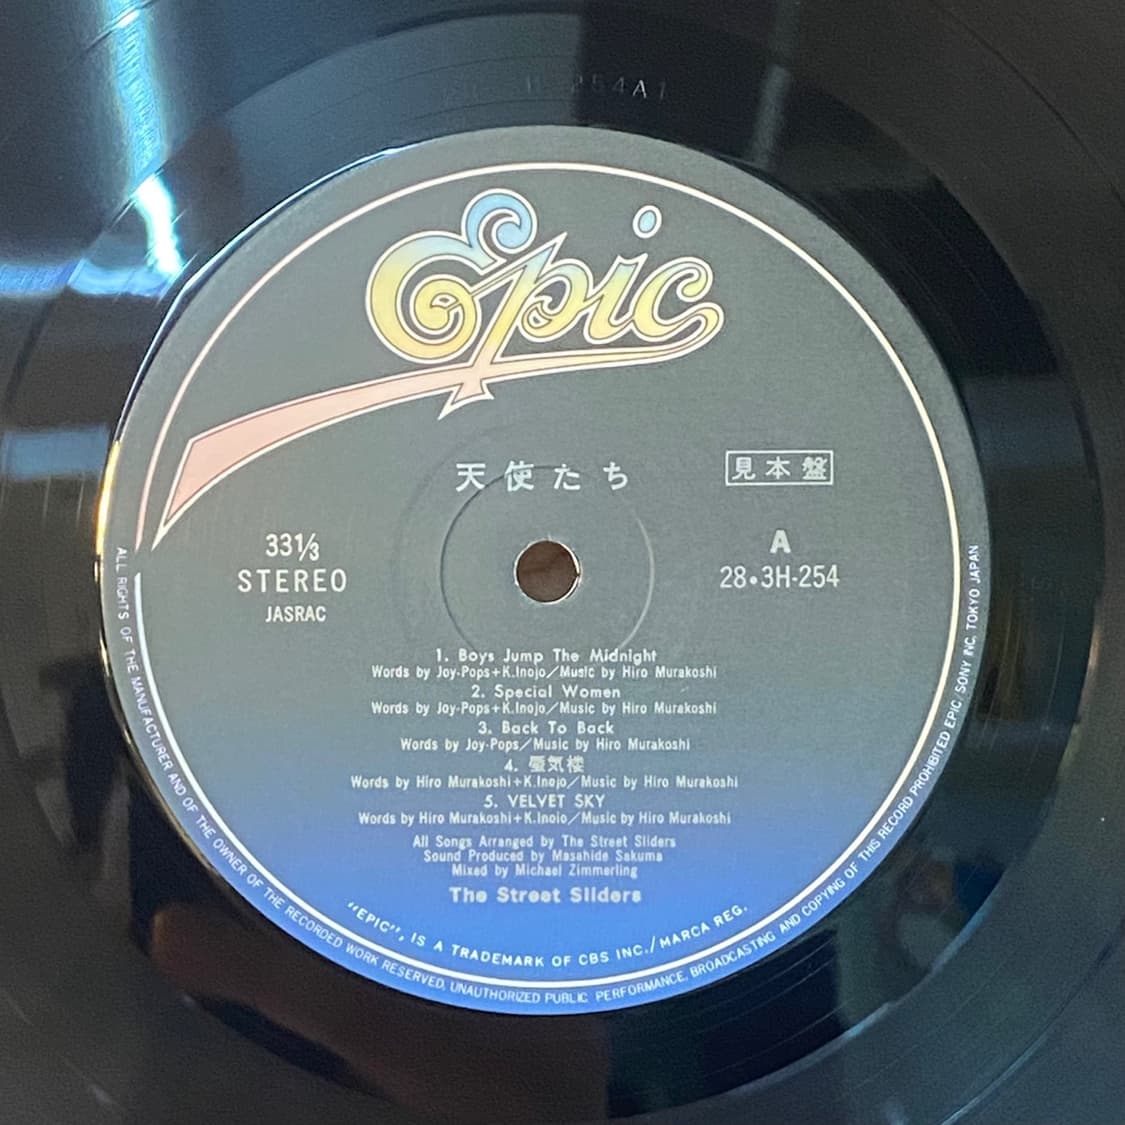 254A1
Epic
天使たち
見本盤
33⅓
STEREO
JASRAC
A
28•3H-254
1. Boys Jump The Midnight
Words by Joy-Pops+K.Inojo/Music by Hiro Murakoshi
2. Special Women
Words by Joy-Pops+K.Inojo/Music by Hiro Murakoshi
3. Back To Back
Words by Joy-Pops/Music by Hiro Murakoshi
4. 蜃気楼
Words by Hiro Murakoshi+K.Inojo/Music by Hiro Murakoshi
5. VELVET SKY
Words by Hiro Murakoshi+K.Inoio/Music by Hiro Murakoshi
All Songs Arranged by The Street Sliders
Sound Produced by Masahide Sakuma
Mixed by Michael Zimmerling
The Street Sliders
"EPIC", IS A TRADEMARK OF CBS INC./MARCA REG.
ALL RIGHTS OF THE MANUFACTURER AND OF THE OWNER OF THE RECORDED WORK RESERVED, UNAUTHORIZED PUBLIC PERFORMANCE, BROADCASTING AND COPYING OF THIS RECORD PROHIBITED EPIC/SONY INC. TOKYO JAPAN